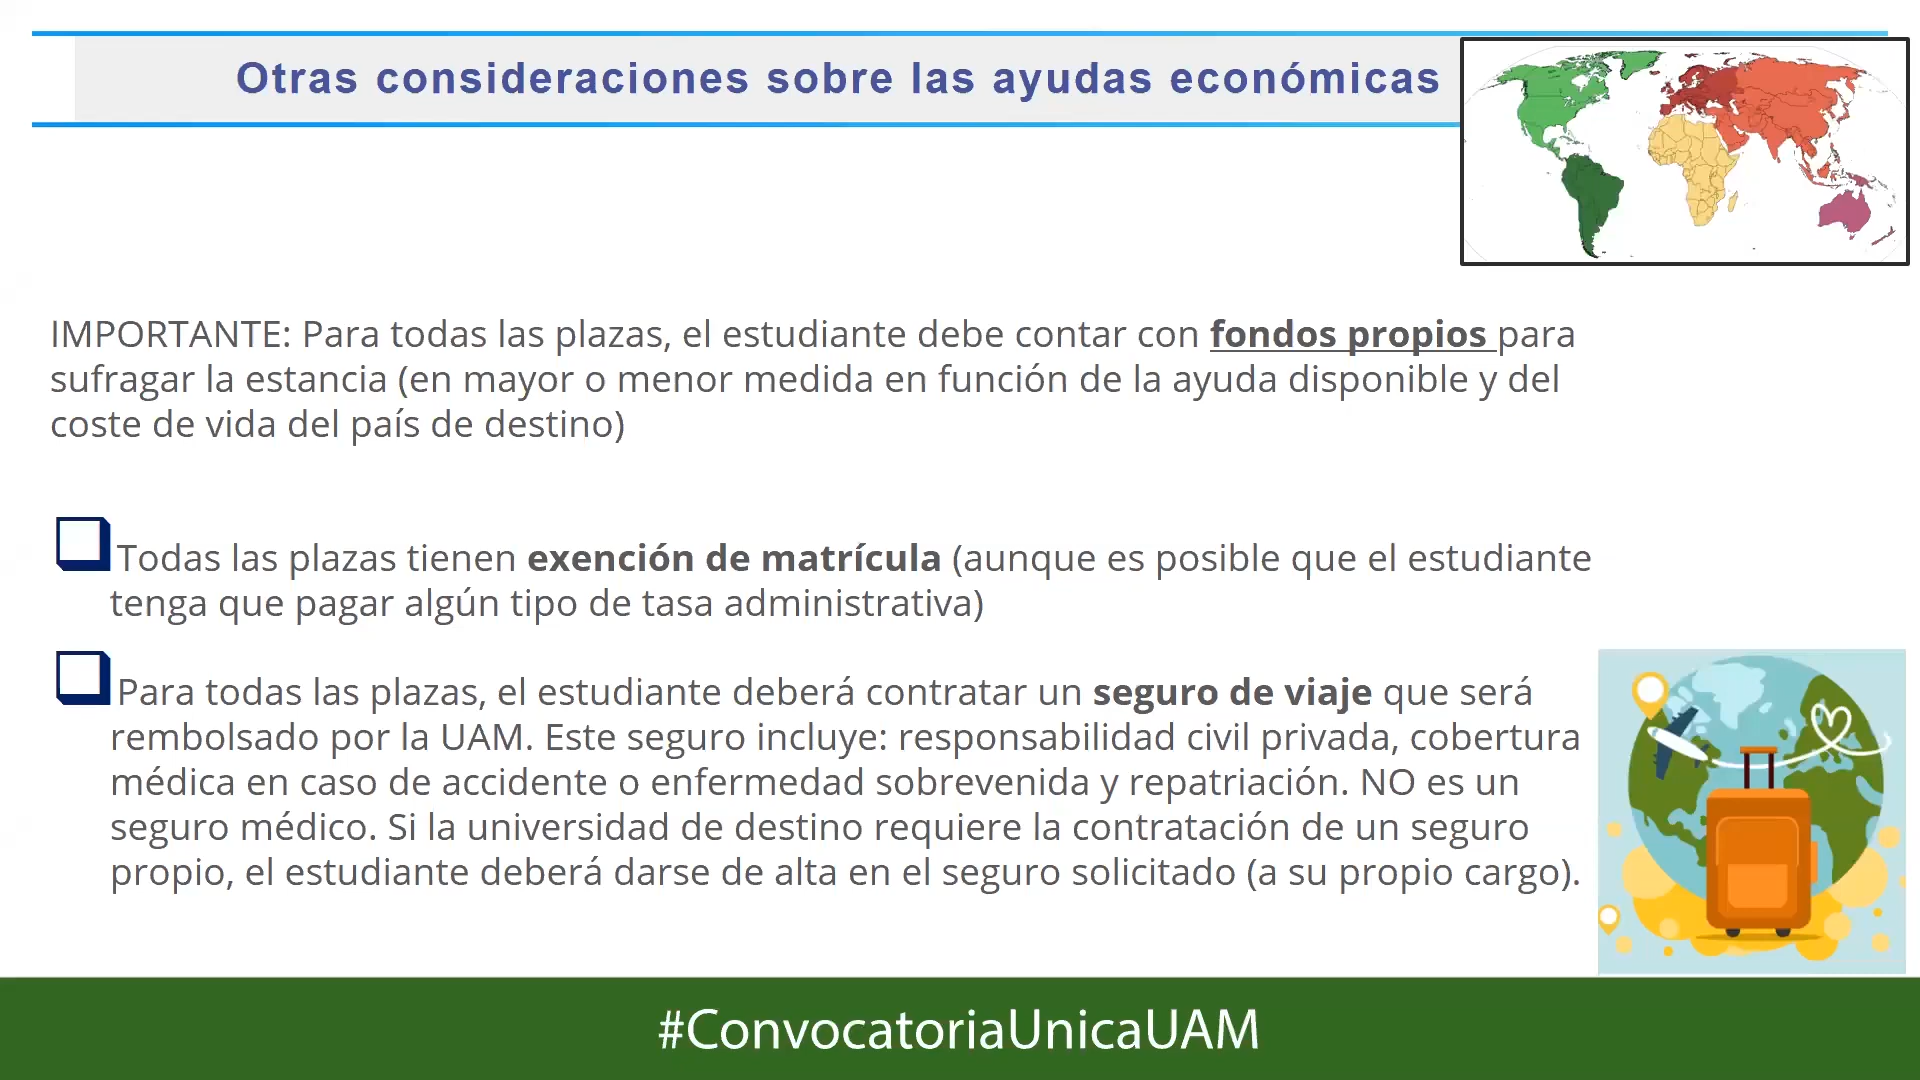 Otras consideraciones sobre las ayudas económicas
IMPORTANTE: Para todas las plazas, el estudiante debe contar con fondos propios para
sufragar la estancia (en mayor o menor medida en función de la ayuda disponible y del
coste de vida del país de destino)
Todas las plazas tienen exención de matrícula (aunque es posible que el estudiante
tenga que pagar algún tipo de tasa administrativa)
Para todas las plazas, el estudiante deberá contratar un seguro de viaje que será
rembolsado por la UAM. Este seguro incluye: responsabilidad civil privada, cobertura
médica en caso de accidente o enfermedad sobrevenida y repatriación. NO es un
seguro médico. Si la universidad de destino requiere la contratación de un seguro
propio, el estudiante deberá darse de alta en el seguro solicitado (a su propio cargo).
#ConvocatoriaUnicaUAM